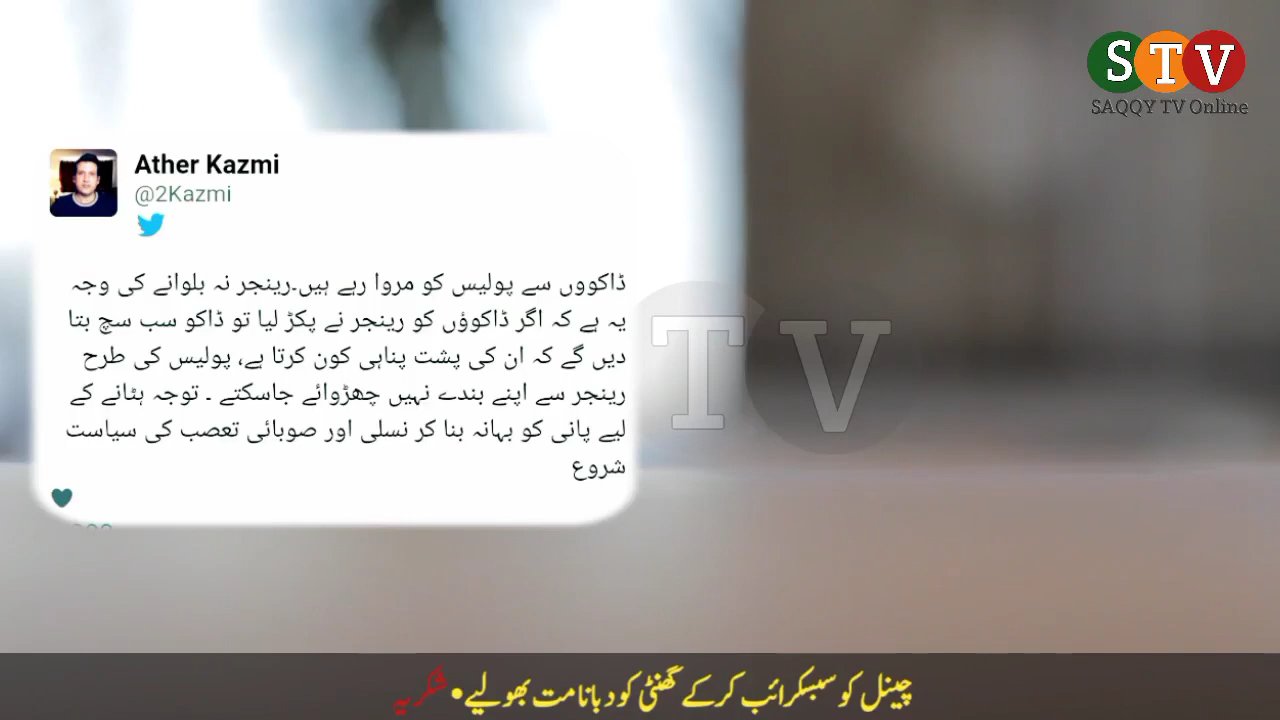 STV
SAQQY TV Online
Ather Kazmi
@2Kazmi
ڈاکووں سے پولیس کو مروا رہے ہیں۔رینجر نہ بلوانے کی وجہ
یہ ہے کہ اگر ڈاکوؤں کو رینجر نے پکڑ لیا تو ڈاکو سب سچ بتا
دیں گے کہ ان کی پشت پناہی کون کرتا ہے، پولیس کی طرح
رینجر سے اپنے بندے نہیں چھڑوائے جاسکتے ۔ توجہ ہٹانے کے
لیے پانی کو بہانہ بنا کر نسلی اور صوبائی تعصب کی سیاست
شروع
TV
چینل کو سبسکرائب کرکے گھنٹی کو دبانا مت بھولیے • شکریہ